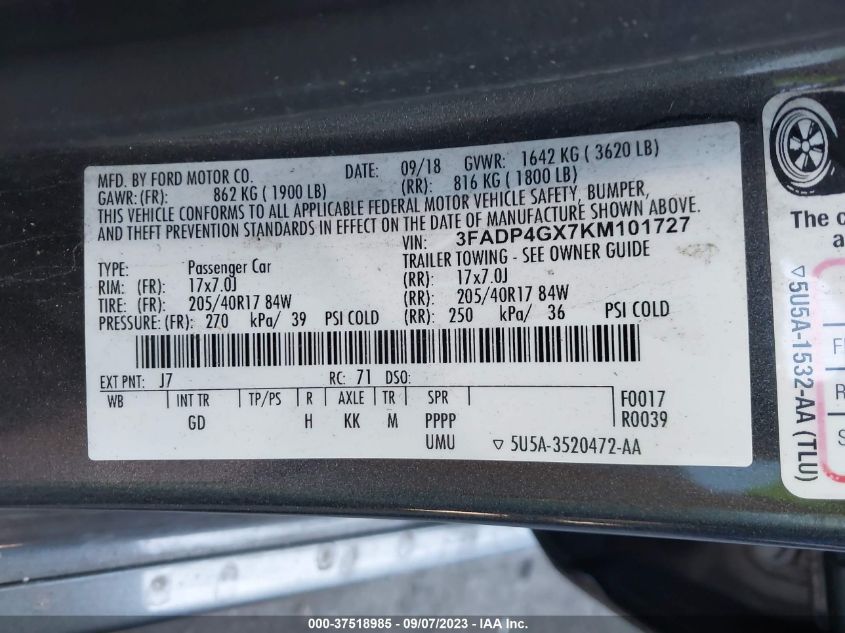 MFD. BY FORD MOTOR CO. DATE: 09/18 GVWR: 1642 KG ( 3620 LB)
GAWR:(FR): 862 KG ( 1900 LB) (RR): 816 KG ( 1800 LB)
THIS VEHICLE CONFORMS TO ALL APPLICABLE FEDERAL MOTOR VEHICLE SAFETY, BUMPER,
AND THEFT PREVENTION STANDARDS IN EFFECT ON THE DATE OF MANUFACTURE SHOWN ABOVE.
VIN: 3FADP4GX7KM101727
TYPE: Passenger Car TRAILER TOWING - SEE OWNER GUIDE
RIM: (FR): 17x7.0J (RR): 17x7.0J
TIRE: (FR): 205/40R17 84W (RR): 205/40R17 84W
PRESSURE: (FR): 270 kPa/ 39 PSI COLD (RR): 250 kPa/ 36 PSI COLD
EXT PNT: J7 RC: 71 DSO:
WB INT TR TP/PS R AXLE TR SPR F0017
GD H KK M PPPP R0039
UMU ▽ 5U5A-3520472-AA
The c
a
▽5U5A-1532-AA (TLU)
F
R
S
000-37518985 - 09/07/2023 - IAAI.com